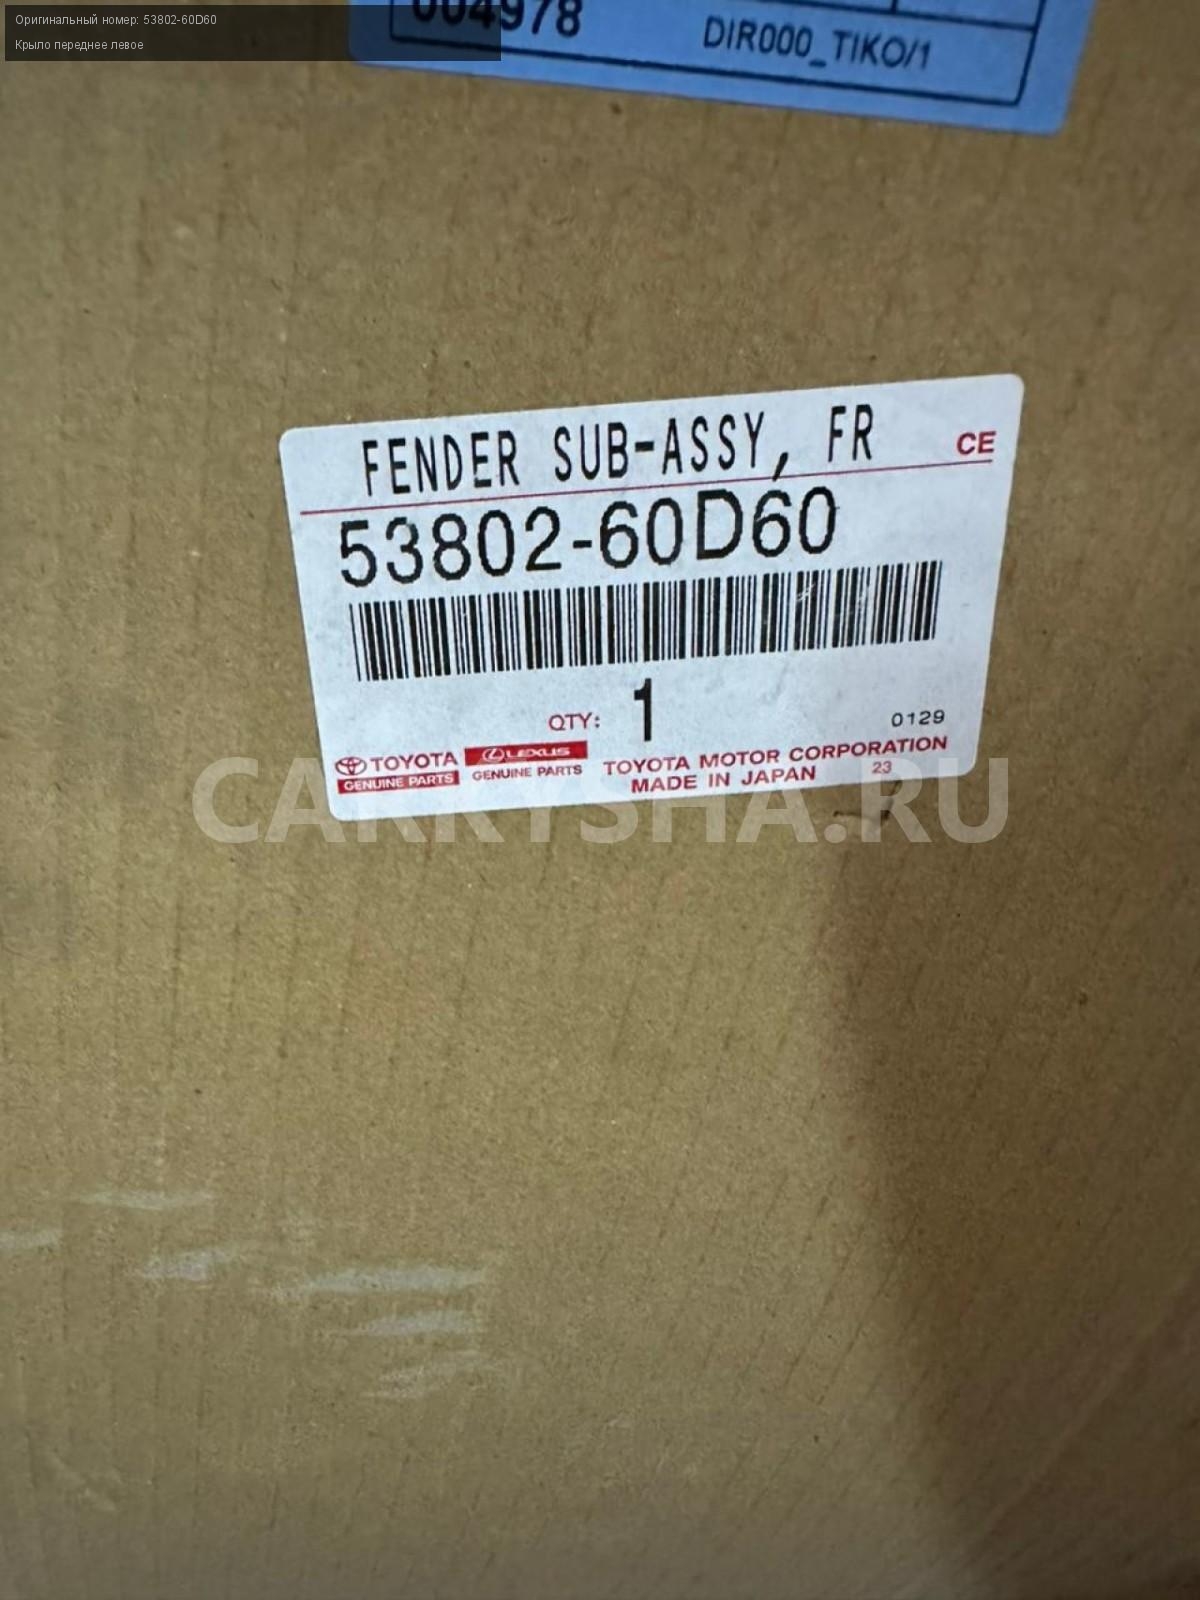 Оригинальный номер: 53802-60D60
Крыло переднее левое
004978
DIR000_TIKO/1
FENDER SUB-ASSY, FR
CE
53802-60D60
QTY: 1
0129
TOYOTA
GENUINE PARTS
LEXUS
GENUINE PARTS
TOYOTA MOTOR CORPORATION
MADE IN JAPAN 23
CARRYSHA.RU